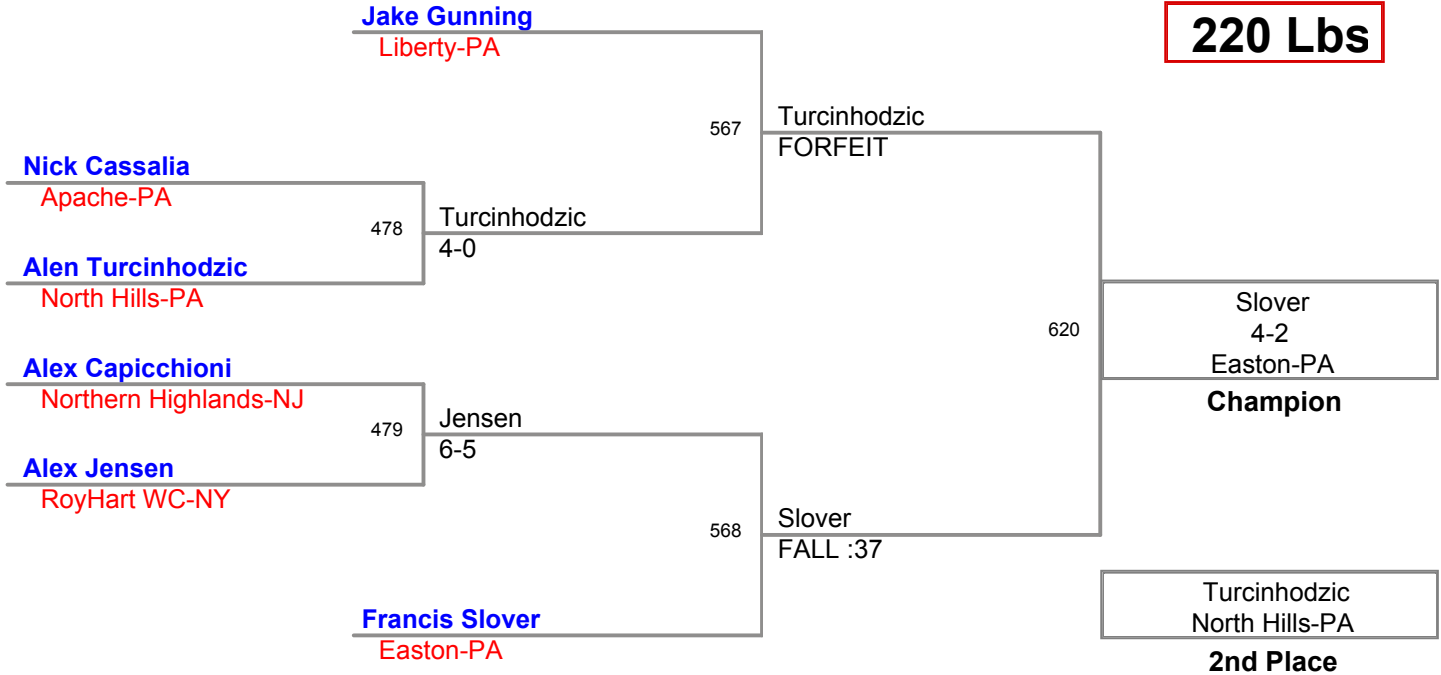 Jake Gunning
Liberty-PA
220 Lbs
567
Turcinhodzic
FORFEIT
Nick Cassalia
Apache-PA
478
Turcinhodzic
4-0
Alen Turcinhodzic
North Hills-PA
620
Slover
4-2
Easton-PA
Champion
Alex Capicchioni
Northern Highlands-NJ
479
Jensen
6-5
Alex Jensen
RoyHart WC-NY
568
Slover
FALL :37
Francis Slover
Easton-PA
Turcinhodzic
North Hills-PA
2nd Place